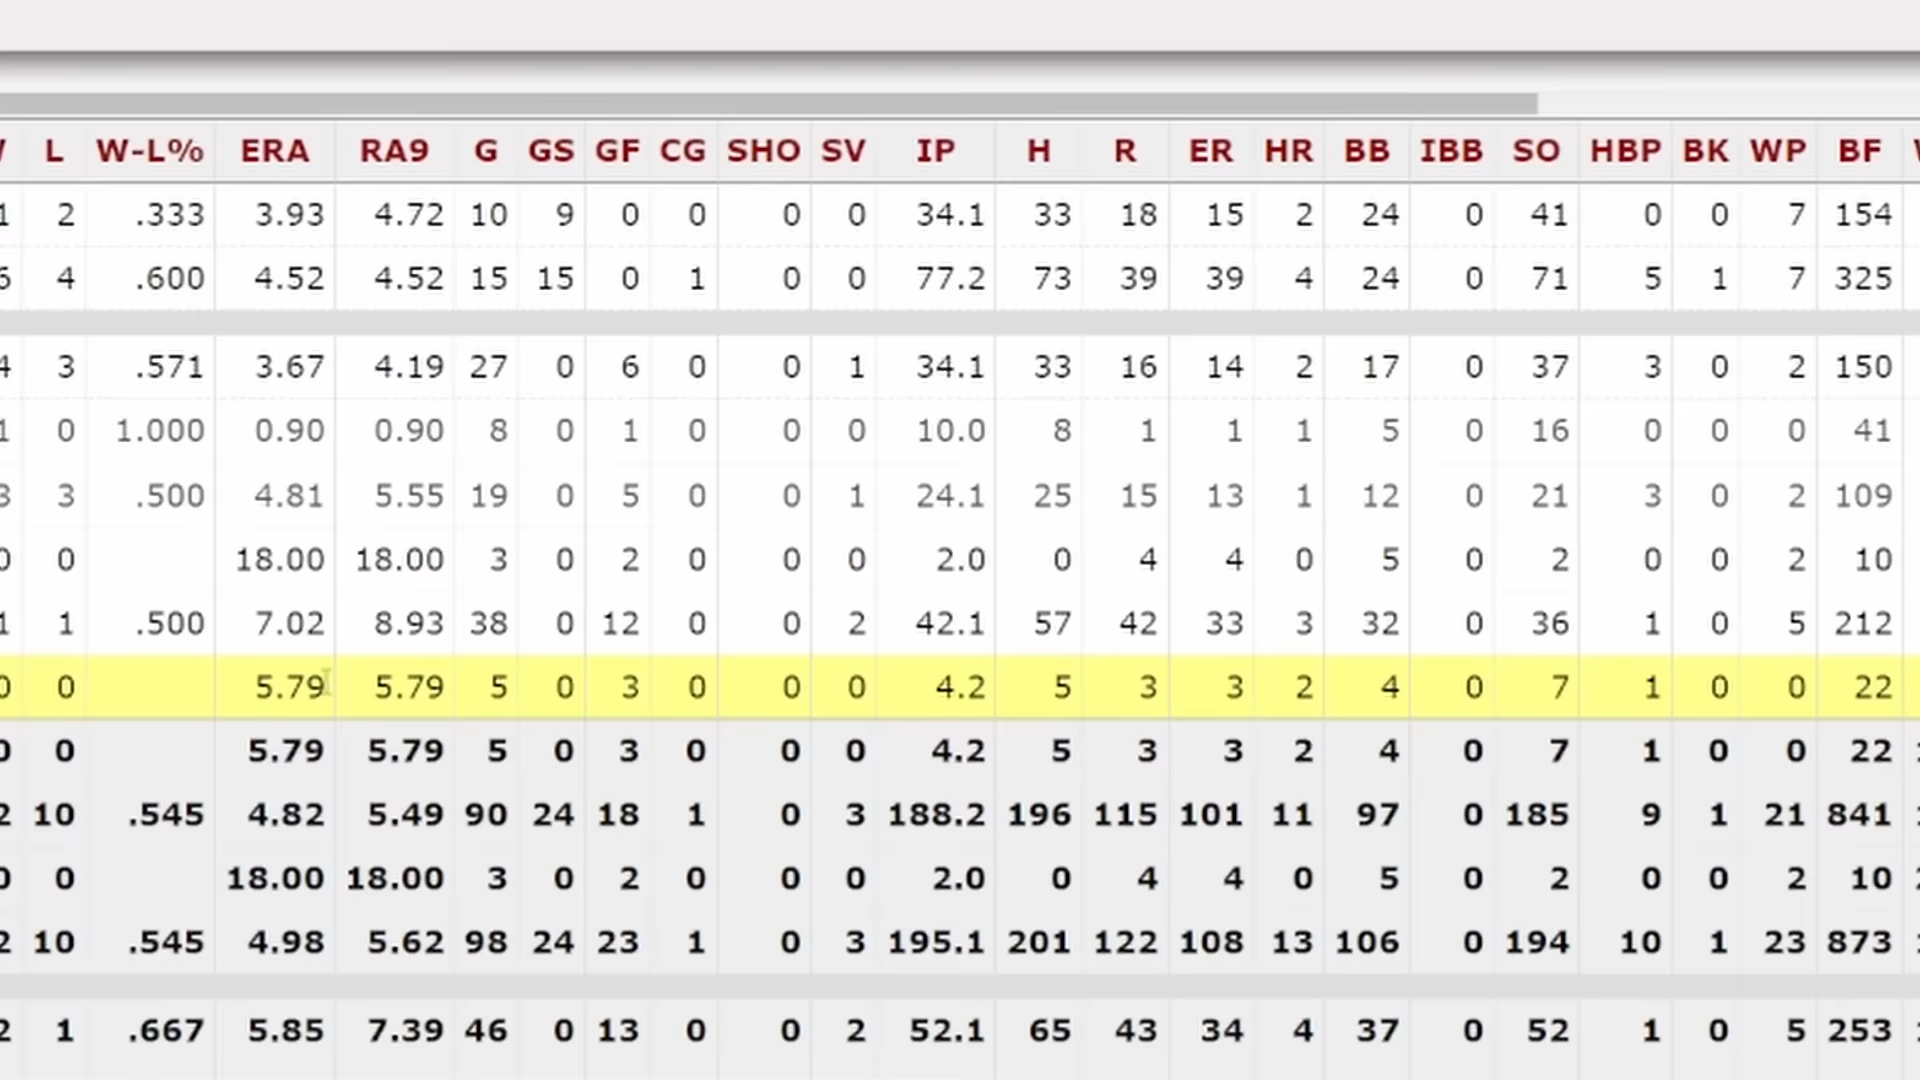 L W-L% ERA RA9 G GS GF CG SHO SV IP H R ER HR BB IBB SO HBP BK WP BF
1 2 .333 3.93 4.72 10 9 0 0 0 0 34.1 33 18 15 2 24 0 41 0 0 7 154
6 4 .600 4.52 4.52 15 15 0 1 0 0 77.2 73 39 39 4 24 0 71 5 1 7 325
4 3 .571 3.67 4.19 27 0 6 0 0 1 34.1 33 16 14 2 17 0 37 3 0 2 150
1 0 1.000 0.90 0.90 8 0 1 0 0 0 10.0 8 1 1 1 5 0 16 0 0 0 41
3 3 .500 4.81 5.55 19 0 5 0 0 1 24.1 25 15 13 1 12 0 21 3 0 2 109
0 0 18.00 18.00 3 0 2 0 0 0 2.0 0 4 4 0 5 0 2 0 0 2 10
1 1 .500 7.02 8.93 38 0 12 0 0 2 42.1 57 42 33 3 32 0 36 1 0 5 212
0 0 5.79 5.79 5 0 3 0 0 0 4.2 5 3 3 2 4 0 7 1 0 0 22
0 0 5.79 5.79 5 0 3 0 0 0 4.2 5 3 3 2 4 0 7 1 0 0 22
2 10 .545 4.82 5.49 90 24 18 1 0 3 188.2 196 115 101 11 97 0 185 9 1 21 841
0 0 18.00 18.00 3 0 2 0 0 0 2.0 0 4 4 0 5 0 2 0 0 2 10
2 10 .545 4.98 5.62 98 24 23 1 0 3 195.1 201 122 108 13 106 0 194 10 1 23 873
2 1 .667 5.85 7.39 46 0 13 0 0 2 52.1 65 43 34 4 37 0 52 1 0 5 253